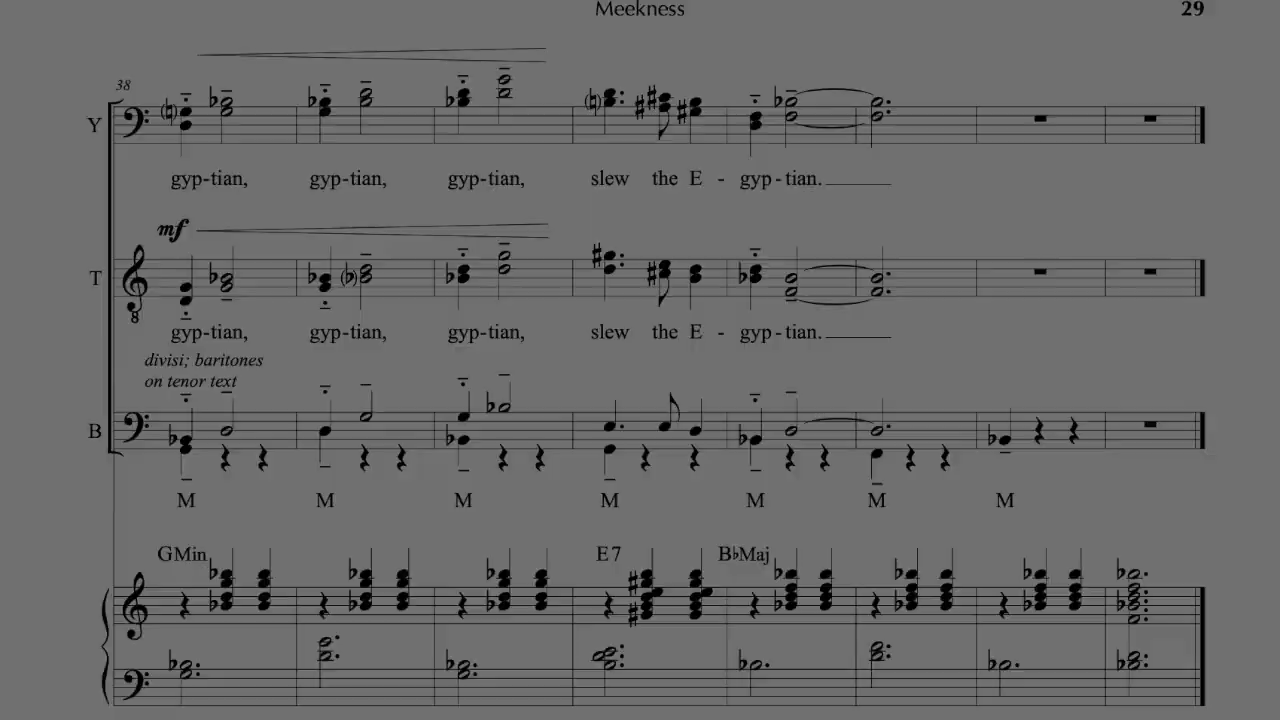 Meekness 29
38
Y
gyp-tian, gyp-tian, gyp-tian, slew the E - gyp-tian.
mf
T
8
gyp-tian, gyp-tian, gyp-tian, slew the E - gyp-tian.
divisi; baritones
on tenor text
B
M M M M M M M
GMin E7 B♭Maj